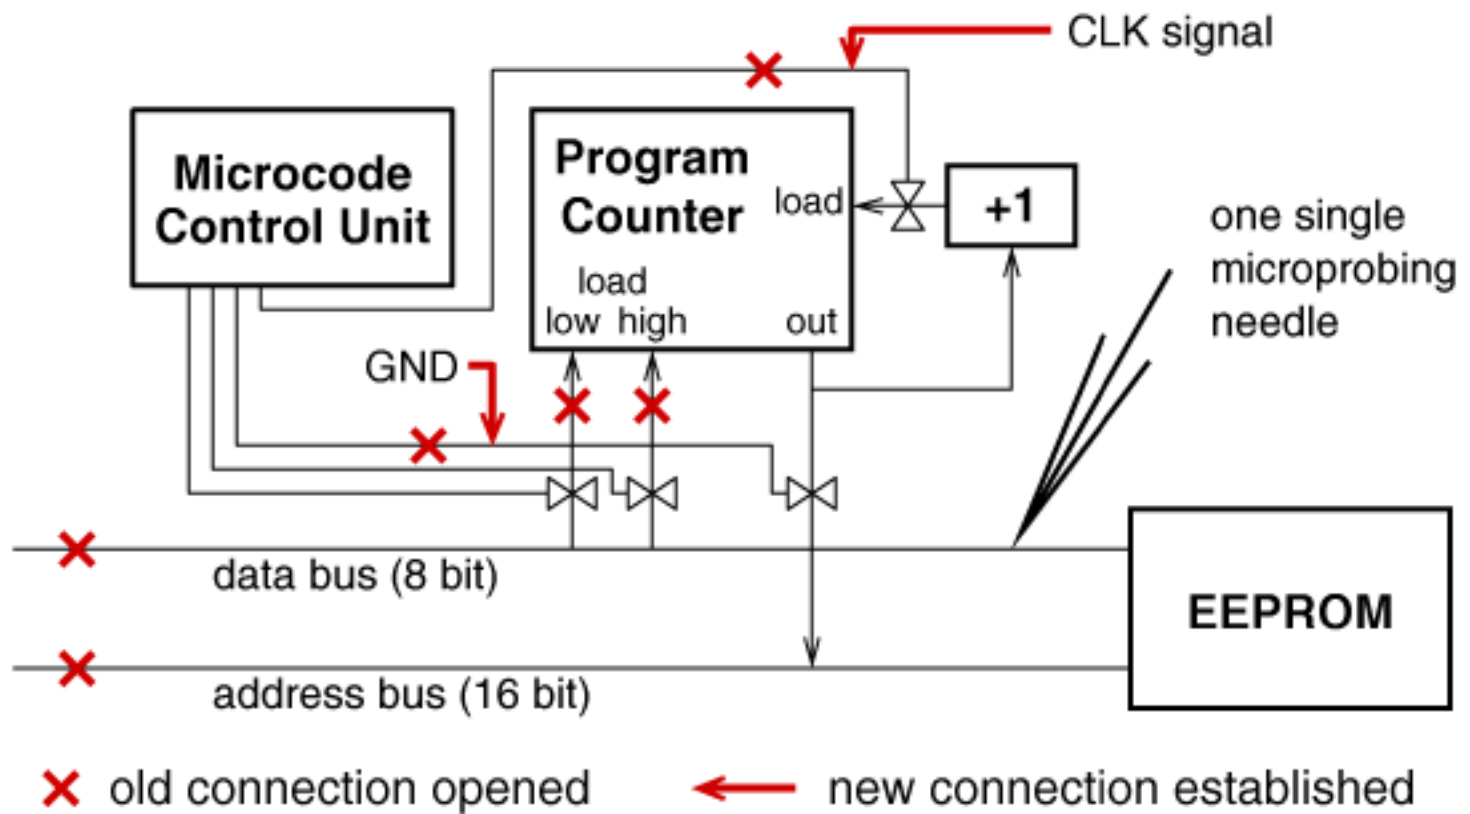 CLK signal
Microcode
Control Unit
Program
Counter
load
+1
load
low high
out
GND
one single
microprobing
needle
data bus (8 bit)
address bus (16 bit)
EEPROM
old connection opened
new connection established